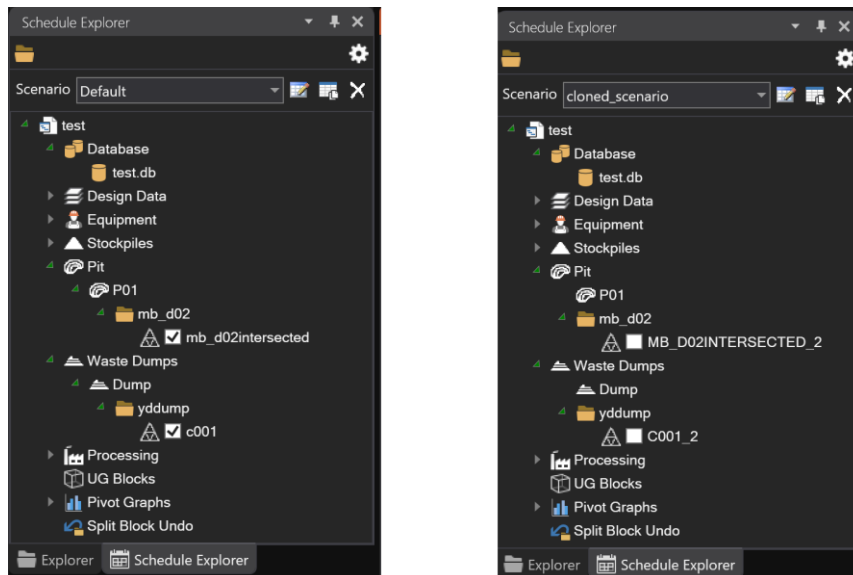 Schedule Explorer
Scenario Default
test
Database
test.db
Design Data
Equipment
Stockpiles
Pit
P01
mb_d02
mb_d02intersected
Waste Dumps
Dump
yddump
c001
Processing
UG Blocks
Pivot Graphs
Split Block Undo
Explorer Schedule Explorer
Schedule Explorer
Scenario cloned_scenario
test
Database
test.db
Design Data
Equipment
Stockpiles
Pit
P01
mb_d02
MB_D02INTERSECTED_2
Waste Dumps
Dump
yddump
C001_2
Processing
UG Blocks
Pivot Graphs
Split Block Undo
Explorer Schedule Explorer